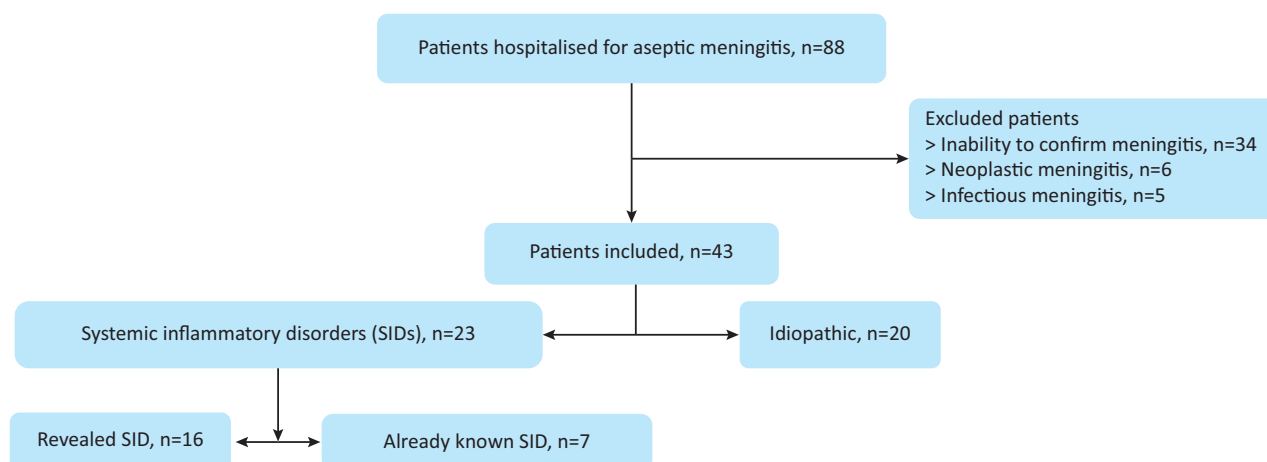 Patients hospitalised for aseptic meningitis, n=88
Excluded patients
> Inability to confirm meningitis, n=34
> Neoplastic meningitis, n=6
> Infectious meningitis, n=5
Patients included, n=43
Systemic inflammatory disorders (SIDs), n=23
Idiopathic, n=20
Revealed SID, n=16
Already known SID, n=7